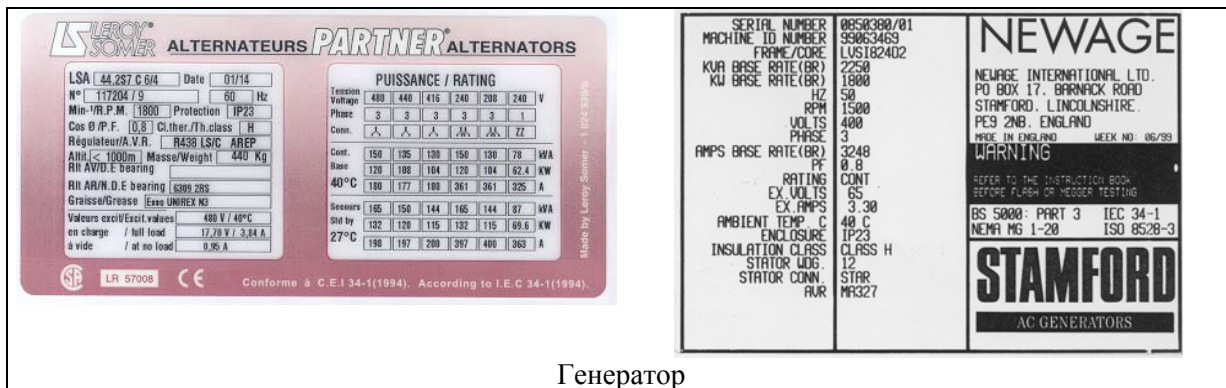 LEROY SOMER ALTERNATEURS PARTNER ALTERNATORS
LSA 44.2S7 C 6/4 Date 01/14
N° 117204 / 9 60 Hz
Min-¹/R.P.M. 1800 Protection IP23
Cos Ø /P.F. 0,8 Cl.ther./Th.class H
Régulateur/A.V.R. R438 LS/C AREP
Altit. < 1000m Masse/Weight 440 Kg
Rlt AV/D.E bearing
Rlt AR/N.D.E bearing 6309 2RS
Graisse/Grease Esso UNIREX N3
Valeurs excit/Excit.values 480 V / 40°C
en charge / full load 17,70 V / 3,84 A
à vide / at no load 0,95 A
LR 57008 CE Conforme à C.E.I 34-1(1994). According to I.E.C 34-1(1994).
PUISSANCE / RATING
Tension
Voltage 480 440 416 240 208 240 V
Phase 3 3 3 3 3 1
Conn. ZZ
Cont. 150 135 130 150 130 78 kVA
Base 120 108 104 120 104 62.4 KW
40°C 180 177 180 361 361 325 A
Secours 165 150 144 165 144 87 kVA
Std by 132 120 115 132 115 69.6 KW
27°C 198 197 200 397 400 363 A
Made by Leroy Somer - 1 024 930/b
SERIAL NUMBER 0850380/01
MACHINE ID NUMBER 99063469
FRAME/CORE LVSI824D2
KVA BASE RATE(BR) 2250
KW BASE RATE(BR) 1800
HZ 50
RPM 1500
VOLTS 400
PHASE 3
AMPS BASE RATE(BR) 3248
PF 0.8
RATING CONT
EX.VOLTS 65
EX.AMPS 3.30
AMBIENT TEMP. C 40 C
ENCLOSURE IP23
INSULATION CLASS CLASS H
STATOR WDG. 12
STATOR CONN. STAR
AVR MA327
NEWAGE
NEWAGE INTERNATIONAL LTD.
PO BOX 17. BARNACK ROAD
STAMFORD. LINCOLNSHIRE.
PE9 2NB. ENGLAND
MADE IN ENGLAND WEEK NO: 06/99
WARNING
REFER TO THE INSTRUCTION BOOK
BEFORE FLASH OR MEGGER TESTING
BS 5000: PART 3 IEC 34-1
NEMA MG 1-20 ISO 8528-3
STAMFORD
AC GENERATORS
Генератор